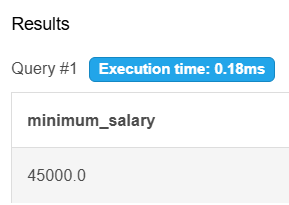 Results
Query #1 Execution time: 0.18ms
minimum_salary
45000.0